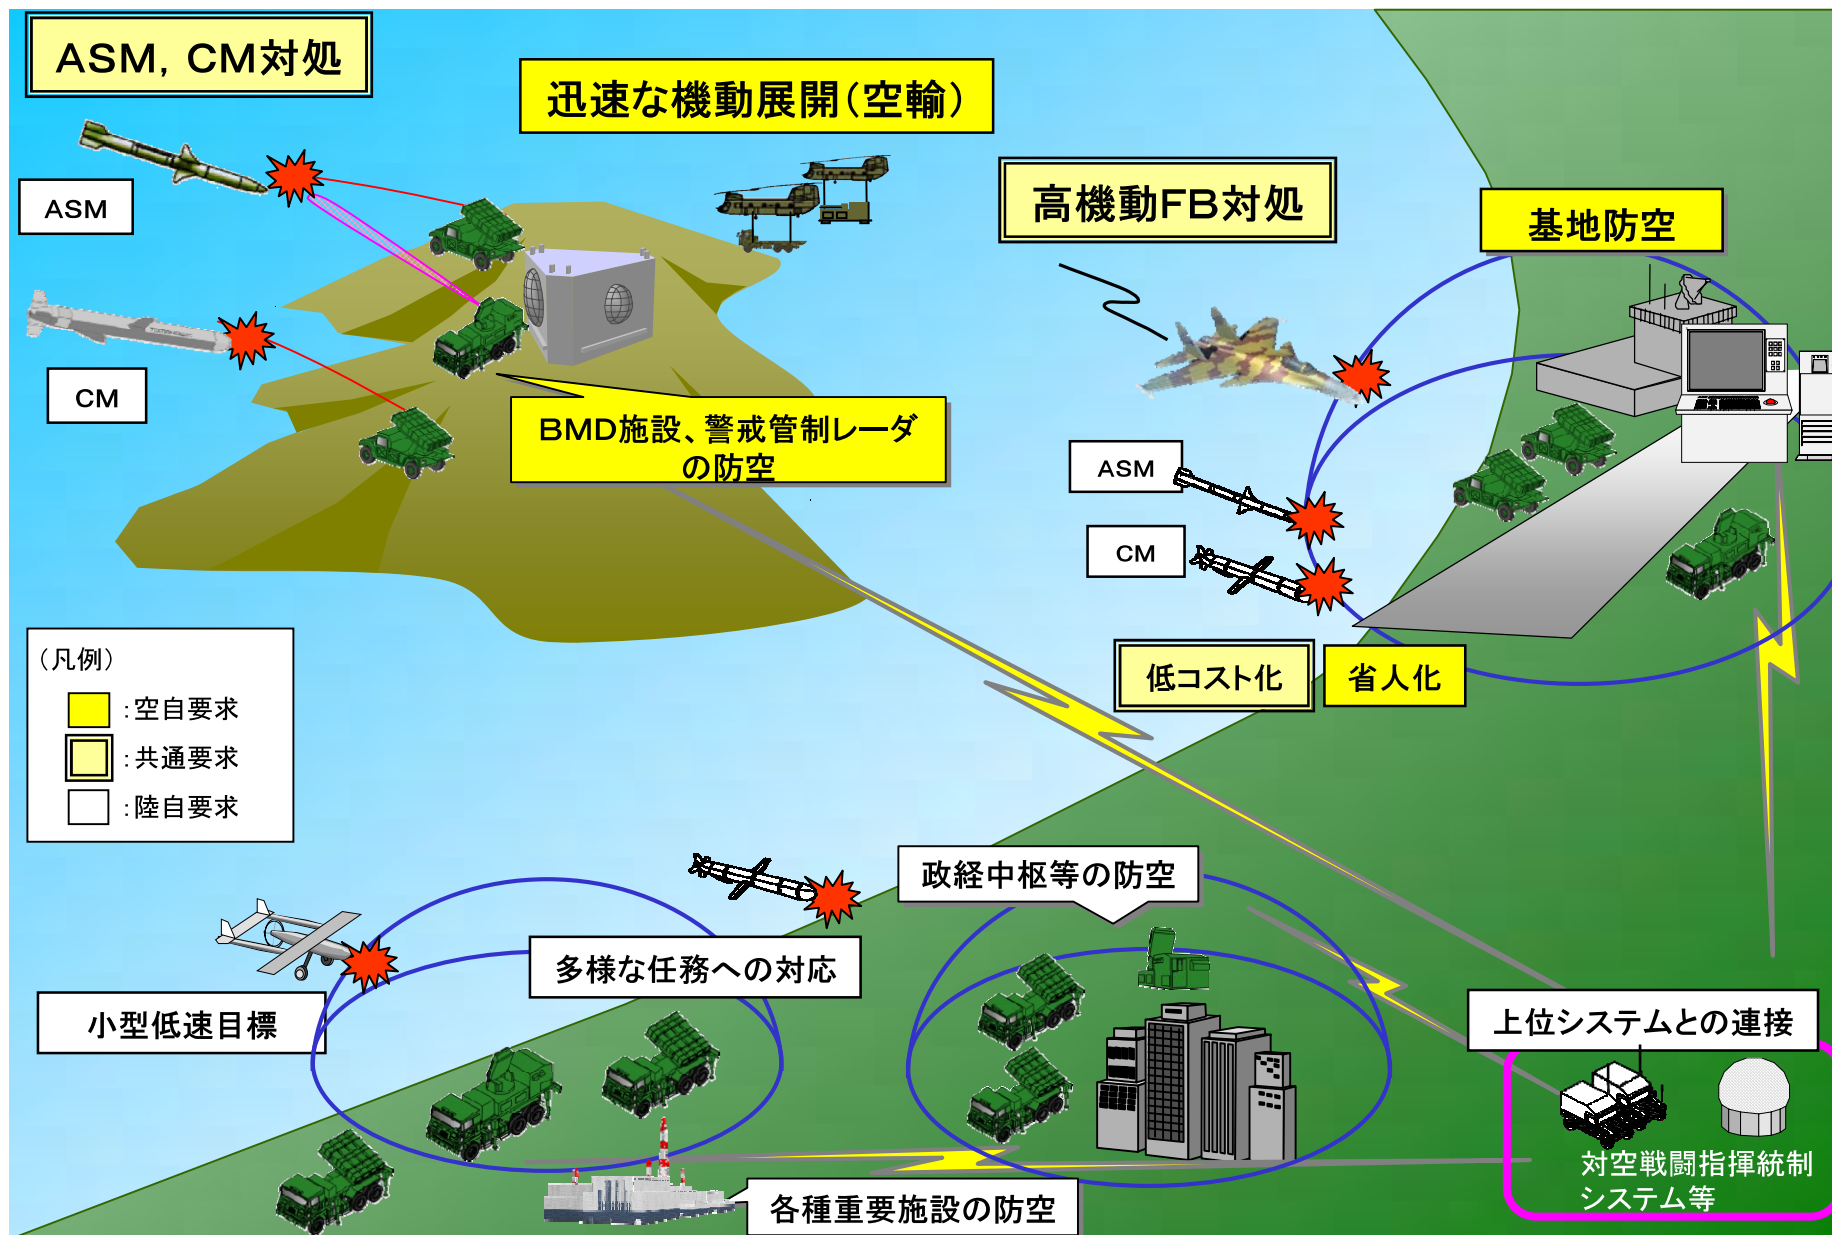 ASM，CM対処
迅速な機動展開（空輸）
ASM
高機動FB対処
基地防空
CM
BMD施設、警戒管制レーダ
の防空
ASM
CM
低コスト化
省人化
（凡例）
：空自要求
：共通要求
：陸自要求
政経中枢等の防空
多様な任務への対応
小型低速目標
上位システムとの連接
対空戦闘指揮統制
システム等
各種重要施設の防空